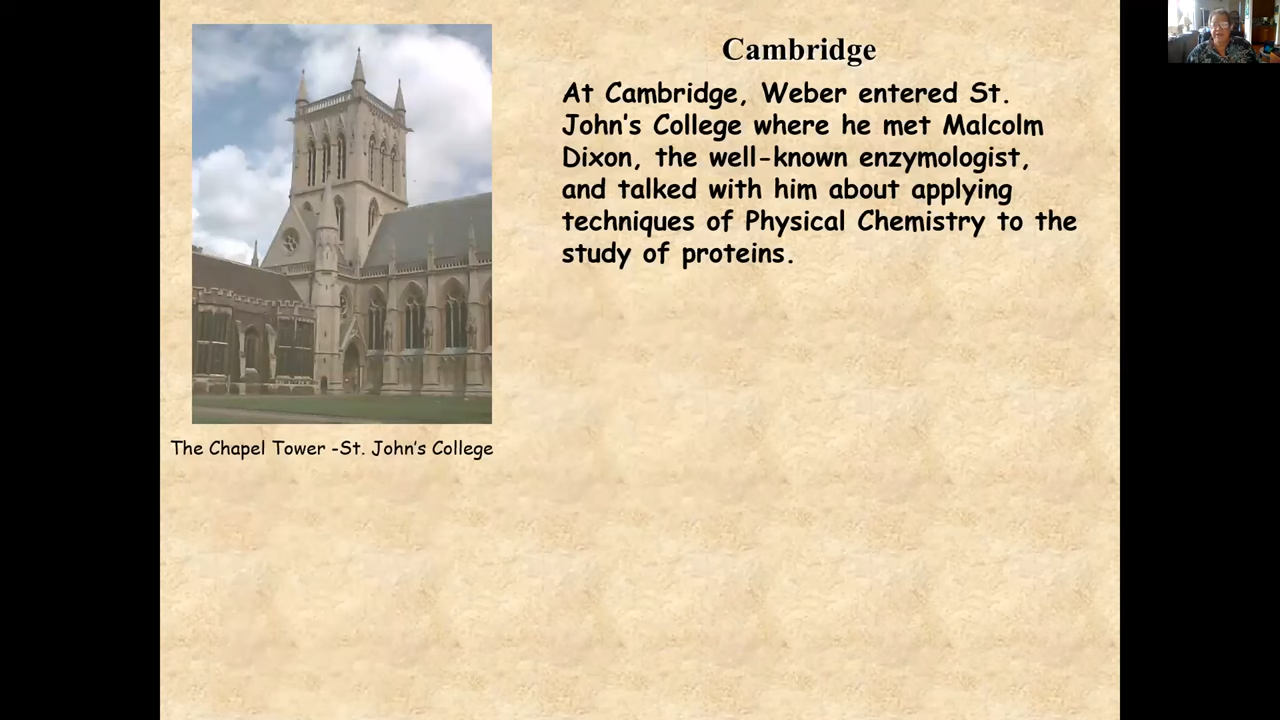 Cambridge
At Cambridge, Weber entered St.
John's College where he met Malcolm
Dixon, the well-known enzymologist,
and talked with him about applying
techniques of Physical Chemistry to the
study of proteins.
The Chapel Tower -St. John's College